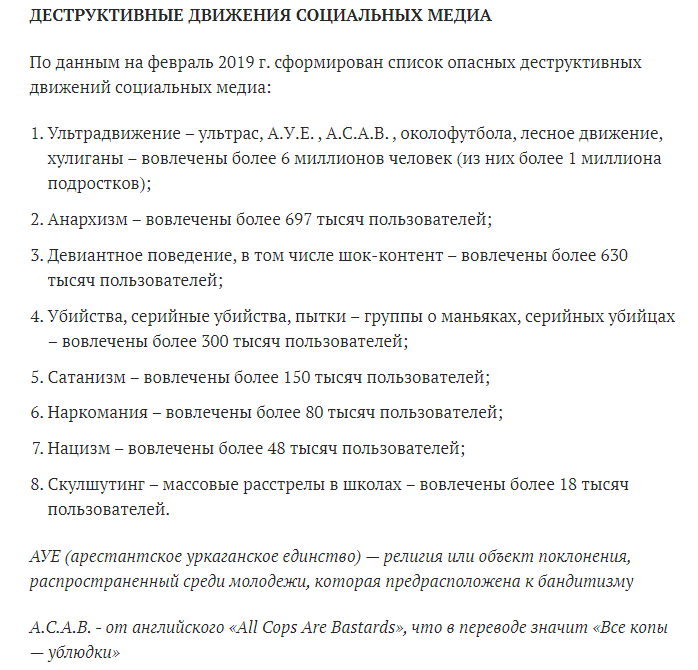 ДЕСТРУКТИВНЫЕ ДВИЖЕНИЯ СОЦИАЛЬНЫХ МЕДИА
По данным на февраль 2019 г. сформирован список опасных деструктивных
движений социальных медиа:
1. Ультрадвижение – ультрас, А.У.Е. , А.С.А.В. , околофутбола, лесное движение,
хулиганы – вовлечены более 6 миллионов человек (из них более 1 миллиона
подростков);
2. Анархизм – вовлечены более 697 тысяч пользователей;
3. Девиантное поведение, в том числе шок-контент – вовлечены более 630
тысяч пользователей;
4. Убийства, серийные убийства, пытки – группы о маньяках, серийных убийцах
– вовлечены более 300 тысяч пользователей;
5. Сатанизм – вовлечены более 150 тысяч пользователей;
6. Наркомания – вовлечены более 80 тысяч пользователей;
7. Нацизм – вовлечены более 48 тысяч пользователей;
8. Скулшутинг – массовые расстрелы в школах – вовлечены более 18 тысяч
пользователей.
АУЕ (арестантское уркаганское единство) — религия или объект поклонения,
распространенный среди молодежи, которая предрасположена к бандитизму
А.С.А.В. - от английского «All Cops Are Bastards», что в переводе значит «Все копы
— ублюдки»